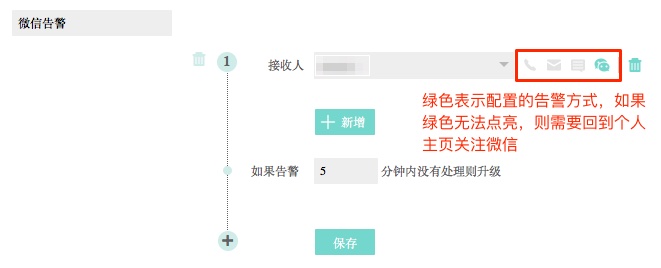 微信告警
1
接收人
绿色表示配置的告警方式，如果
绿色无法点亮，则需要回到个人
主页关注微信
新增
如果告警 5 分钟内没有处理则升级
保存